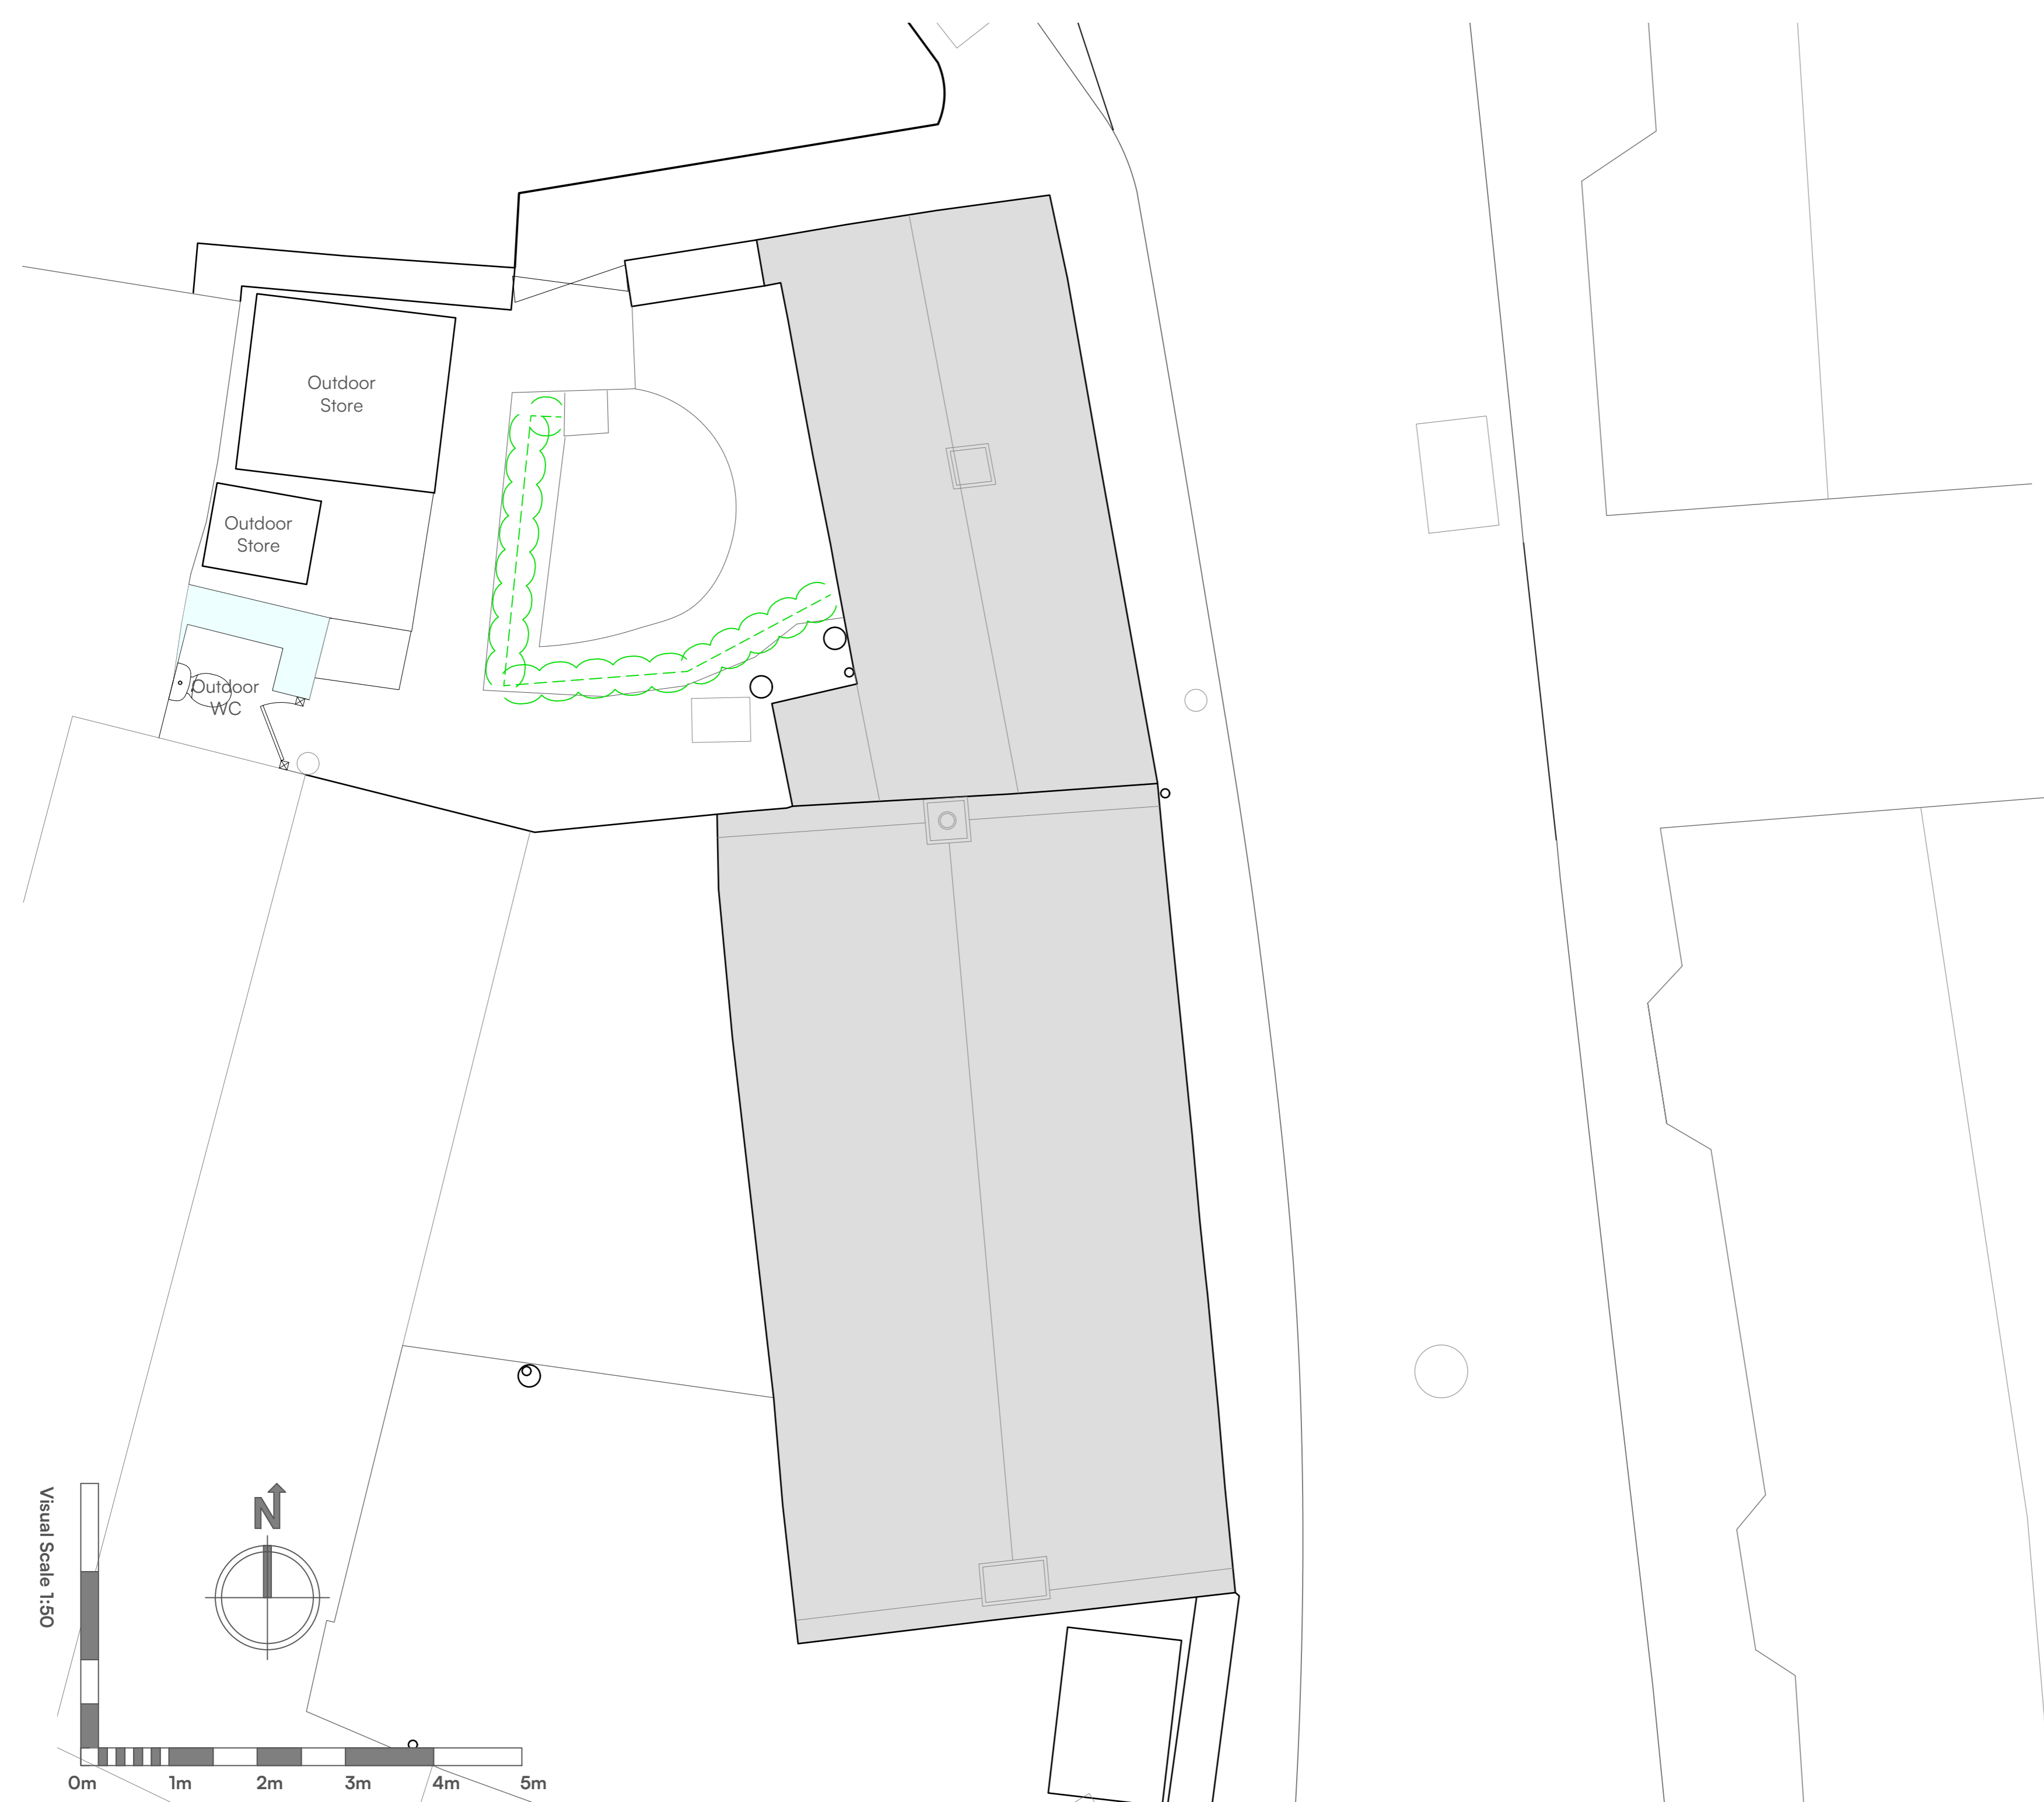 Outdoor
Store
Outdoor
Store
Outdoor
WC
Visual Scale 1:50
N
0m 1m 2m 3m 4m 5m